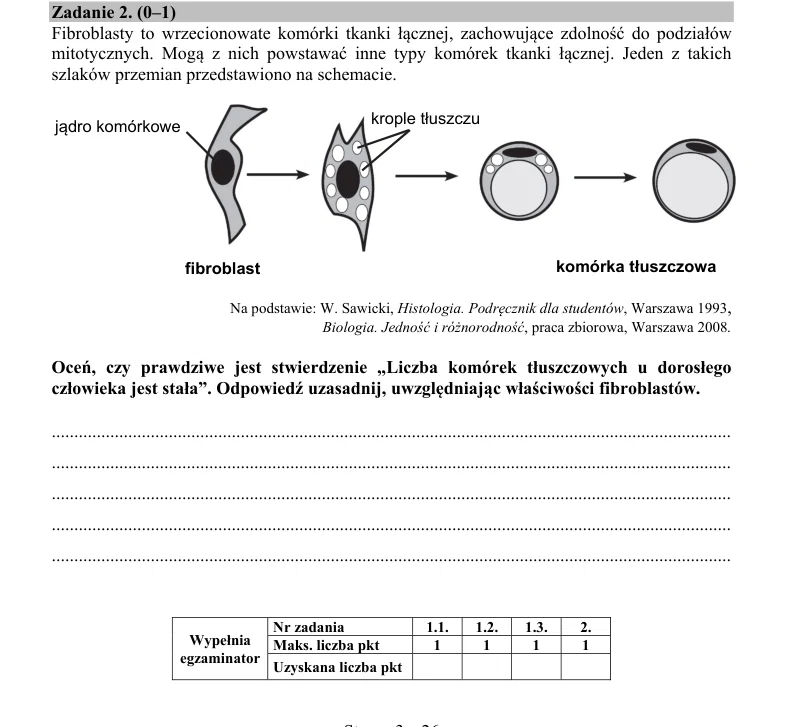 Zadanie 2. (0–1)
Fibroblasty to wrzecionowate komórki tkanki łącznej, zachowujące zdolność do podziałów
mitotycznych. Mogą z nich powstawać inne typy komórek tkanki łącznej. Jeden z takich
szlaków przemian przedstawiono na schemacie.
jądro komórkowe
krople tłuszczu
fibroblast
komórka tłuszczowa
Na podstawie: W. Sawicki, Histologia. Podręcznik dla studentów, Warszawa 1993,
Biologia. Jedność i różnorodność, praca zbiorowa, Warszawa 2008.
Oceń, czy prawdziwe jest stwierdzenie „Liczba komórek tłuszczowych u dorosłego
człowieka jest stała”. Odpowiedź uzasadnij, uwzględniając właściwości fibroblastów.
Wypełnia
egzaminator
Nr zadania 1.1. 1.2. 1.3. 2.
Maks. liczba pkt 1 1 1 1
Uzyskana liczba pkt